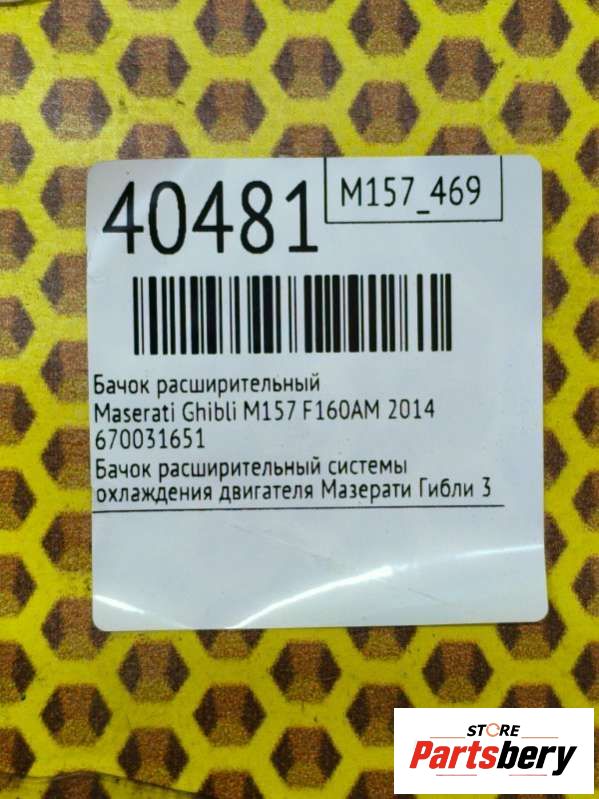 40481
M157_469
Бачок расширительный
Maserati Ghibli M157 F160AM 2014
670031651
Бачок расширительный системы
охлаждения двигателя Мазерати Гибли 3
STORE
Partsbery